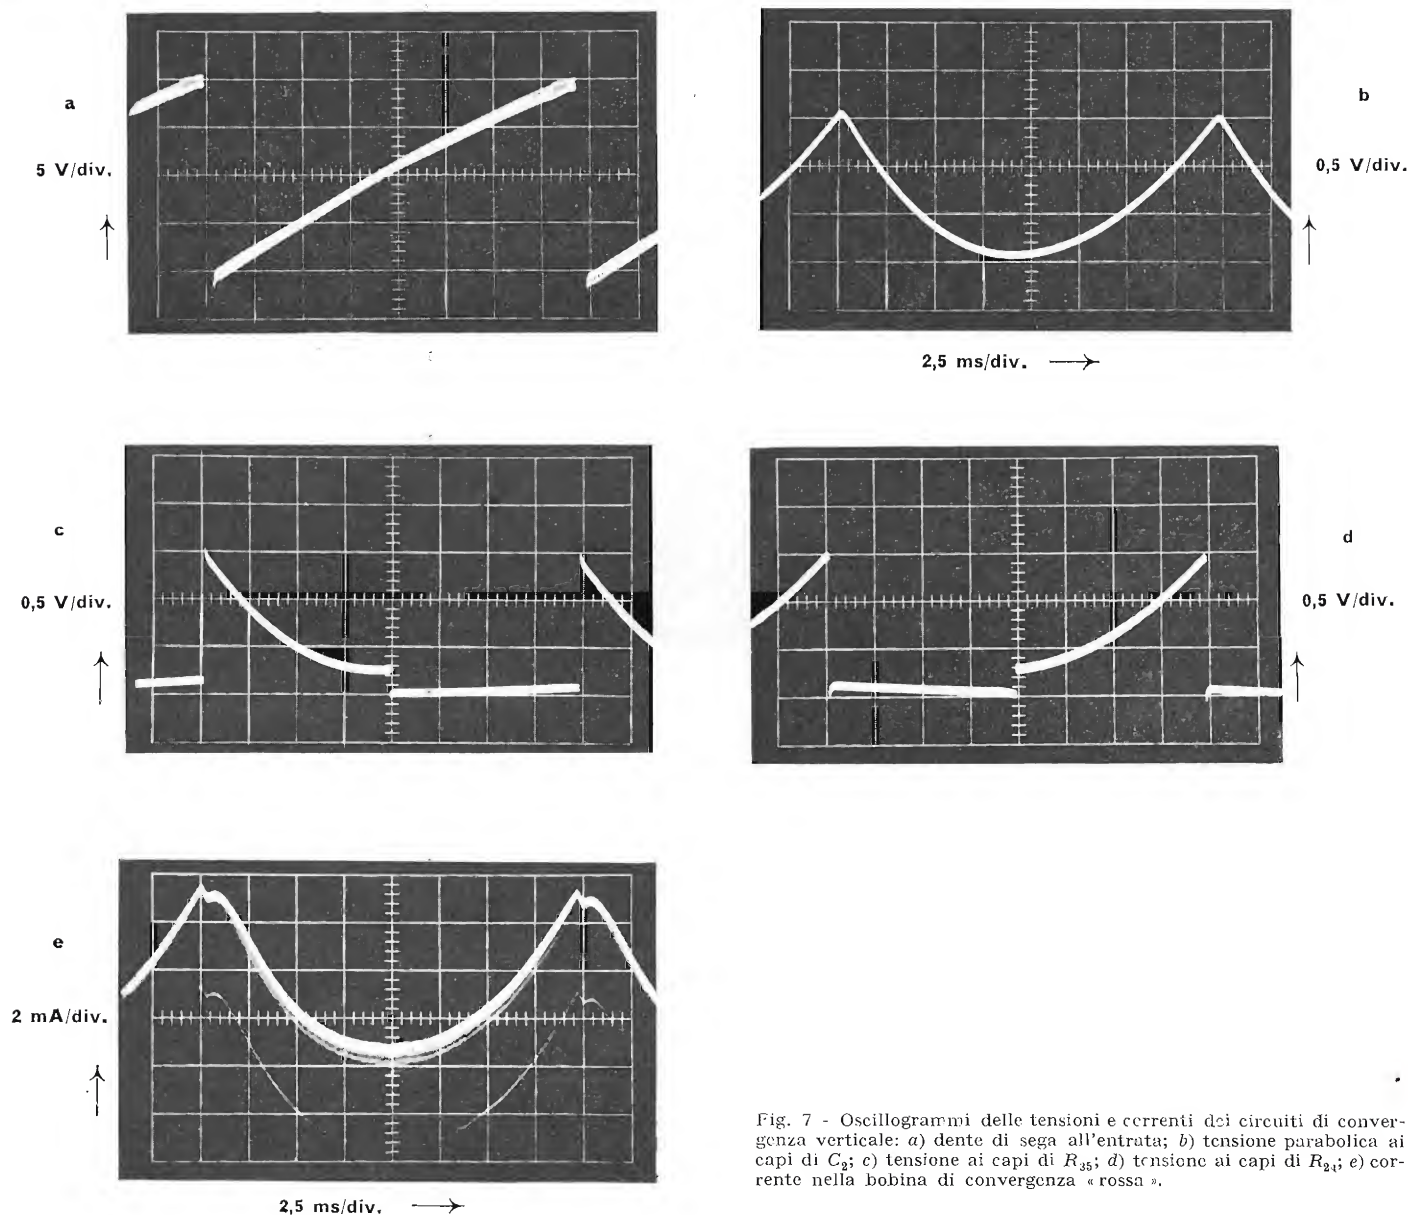 a
5 V/div.
b
0,5 V/div.
2,5 ms/div.
c
0,5 V/div.
d
0,5 V/div.
e
2 mA/div.
2,5 ms/div.
Fig. 7 - Oscillogrammi delle tensioni e correnti dei circuiti di conver-
genza verticale: a) dente di sega all'entrata; b) tensione parabolica ai
capi di C₂; c) tensione ai capi di R₃₅; d) tensione ai capi di R₂₄; e) cor-
rente nella bobina di convergenza « rossa ».